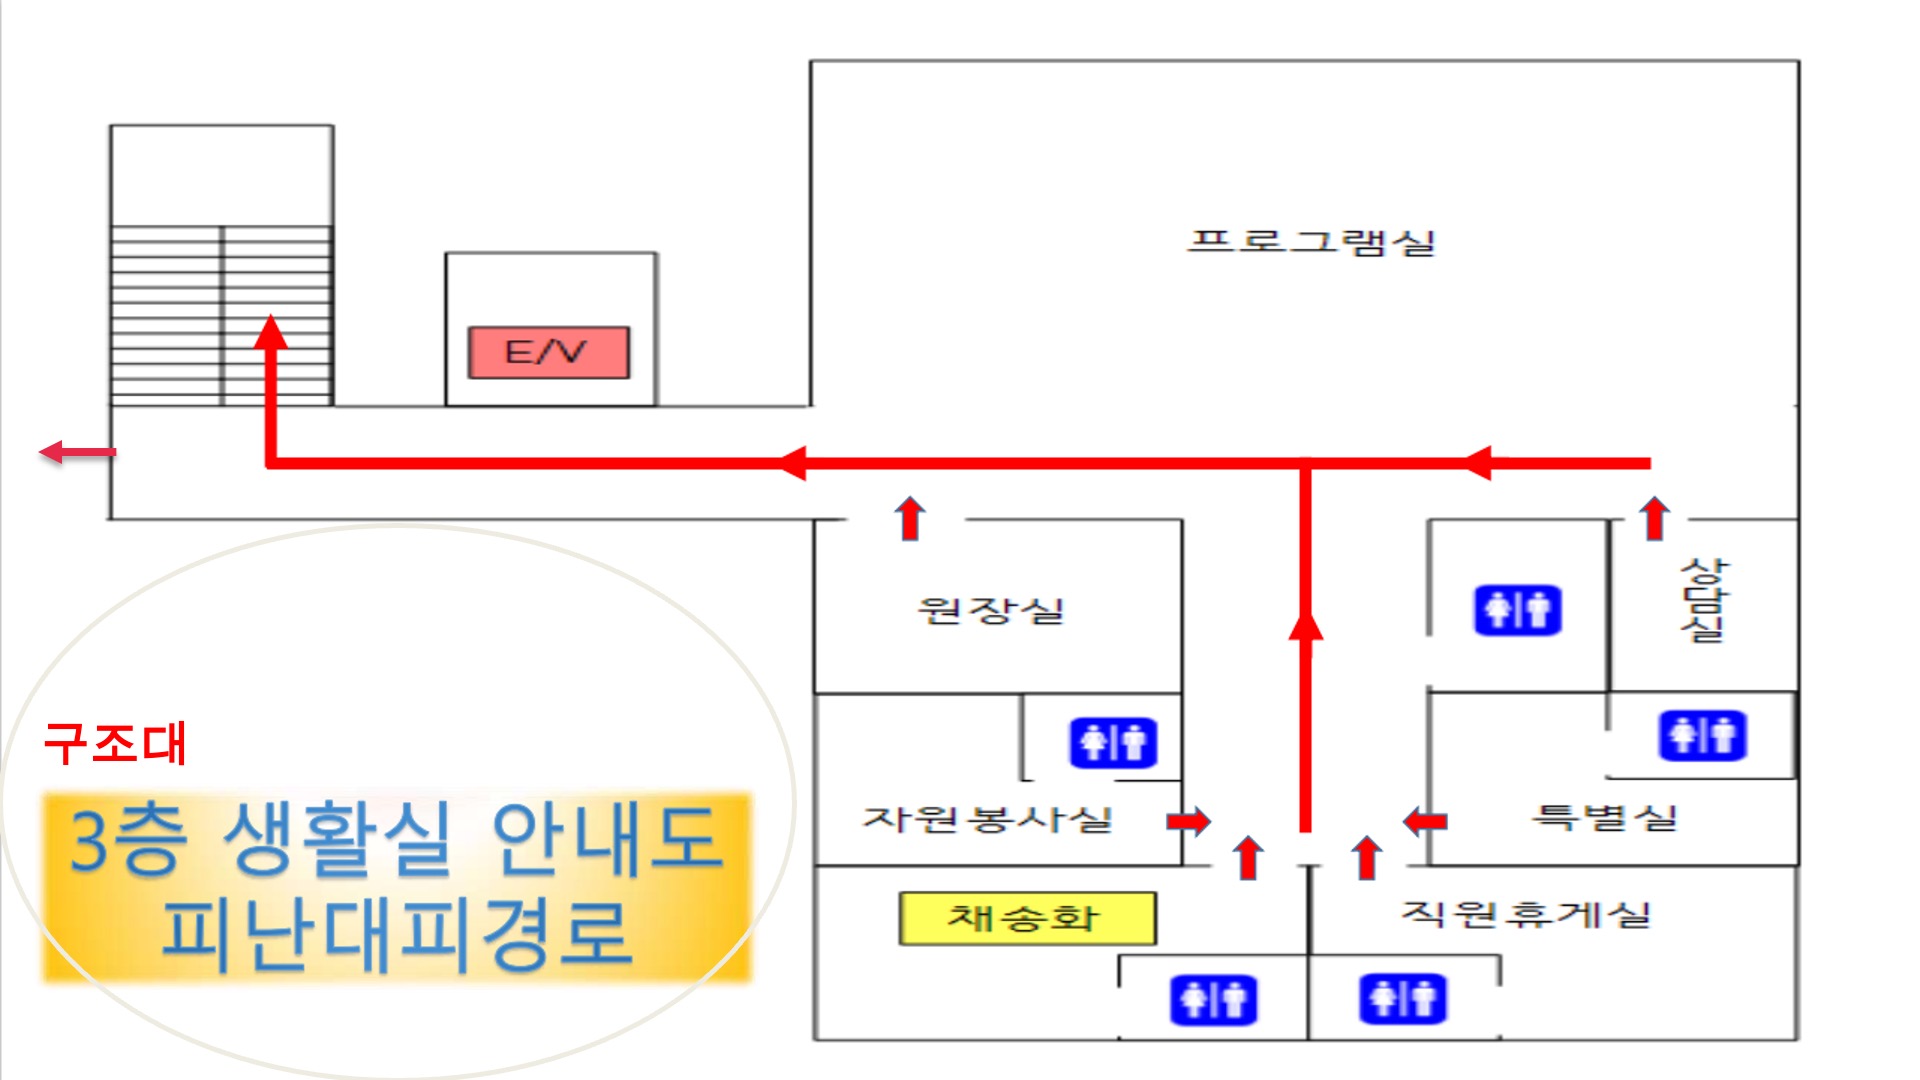 프로그램실
E/V
원장실
상
담
실
구조대
자원봉사실
특별실
3층 생활실 안내도
피난대피경로
채송화
직원휴게실